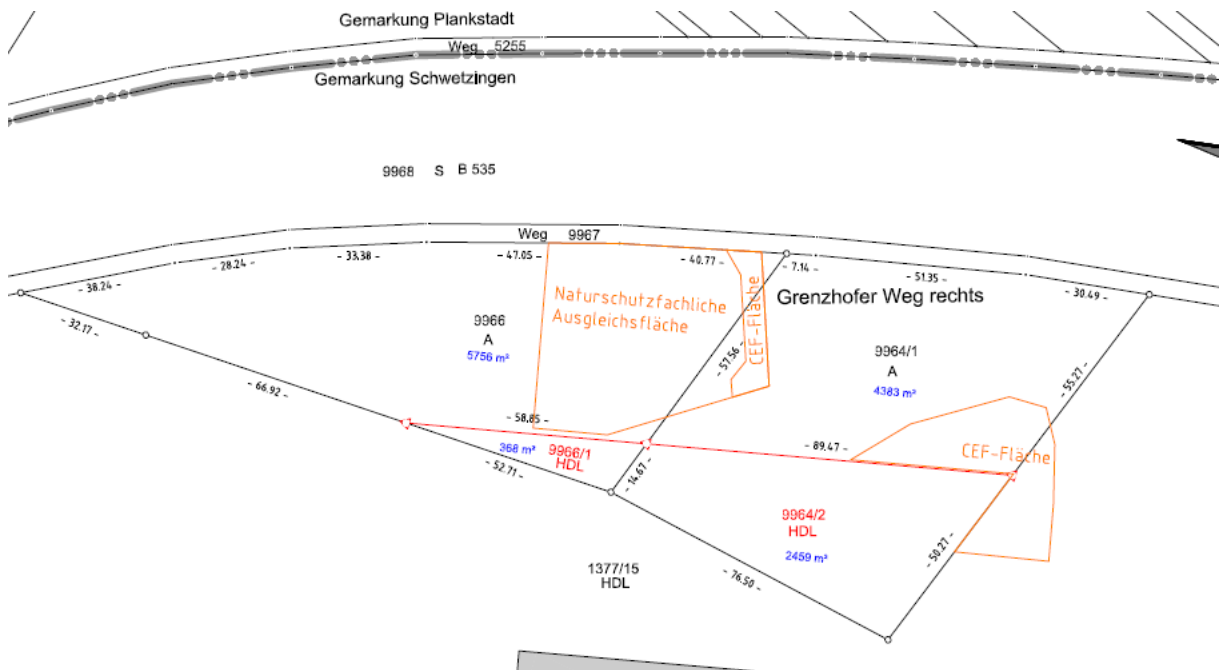 Gemarkung Plankstadt
Weg 5255
Gemarkung Schwetzingen
9968 S B 535
Weg 9967
- 38.24 -
- 28.24 -
- 33.38 -
- 47.05 -
- 40.77 -
- 7.14 -
- 51.35 -
- 30.49 -
- 32.17 -
- 66.92 -
Naturschutzfachliche
Ausgleichsfläche
CEF-Fläche
Grenzhofer Weg rechts
9966
A
5756 m²
- 57.56 -
9964/1
A
4383 m²
- 55.27 -
- 58.85 -
368 m²
9966/1
HDL
- 52.71 -
- 14.67 -
- 89.47 -
CEF-Fläche
9964/2
HDL
2459 m²
- 50.27 -
- 76.50 -
1377/15
HDL